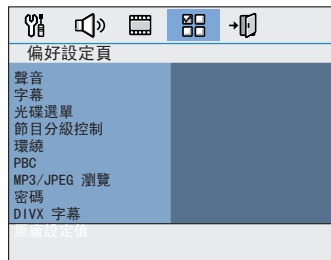 偏好設定頁
聲音
字幕
光碟選單
節目分級控制
環繞
PBC
MP3/JPEG 瀏覽
密碼
DIVX 字幕
原廠設定值